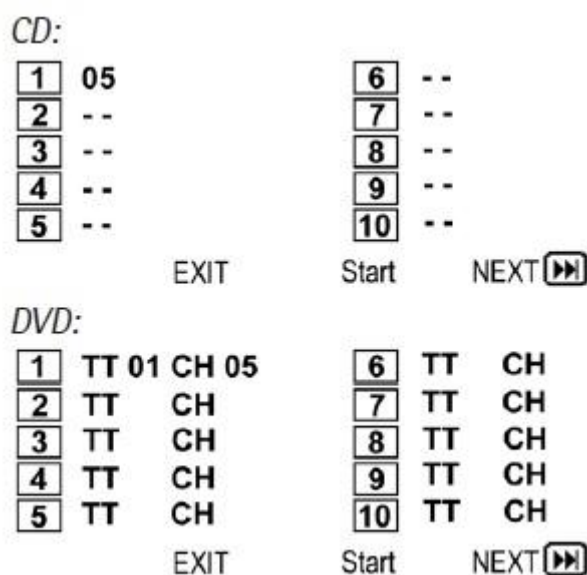 CD:
1 05 6 - -
2 - - 7 - -
3 - - 8 - -
4 - - 9 - -
5 - - 10 - -
EXIT Start NEXT
DVD:
1 TT 01 CH 05 6 TT CH
2 TT CH 7 TT CH
3 TT CH 8 TT CH
4 TT CH 9 TT CH
5 TT CH 10 TT CH
EXIT Start NEXT